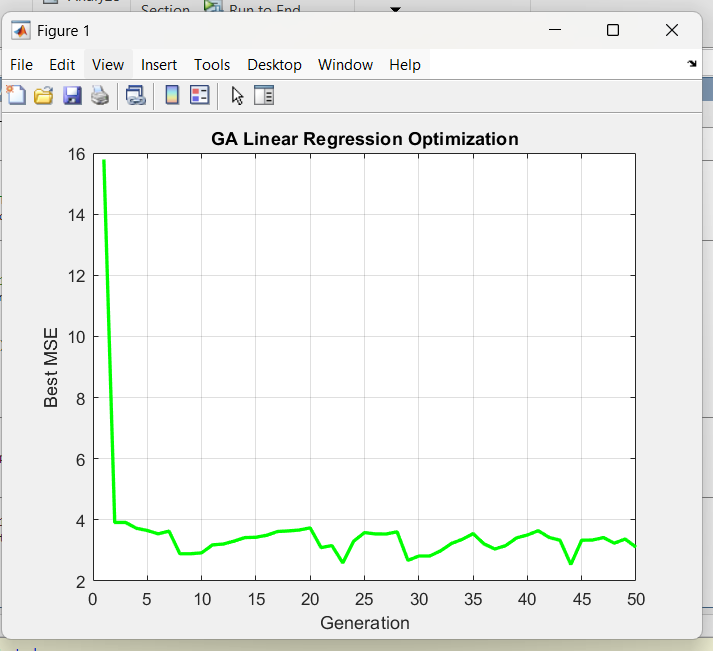 Section
Run to End
Figure 1
File Edit View Insert Tools Desktop Window Help
GA Linear Regression Optimization
16
14
12
10
8
6
4
2
Best MSE
0 5 10 15 20 25 30 35 40 45 50
Generation